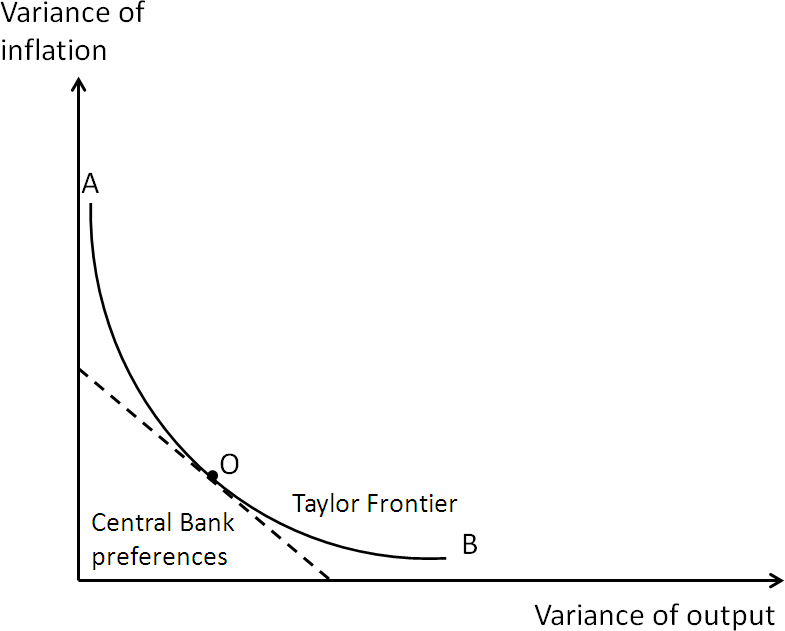 Variance of
inflation
A
O
Taylor Frontier
Central Bank
preferences
B
Variance of output